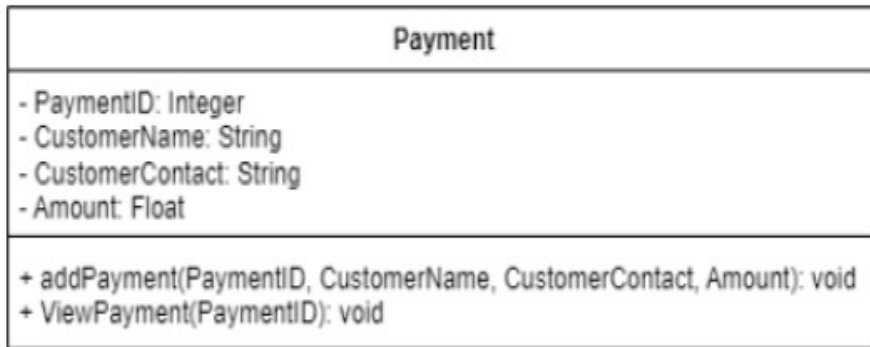 Payment
- PaymentID: Integer
- CustomerName: String
- CustomerContact: String
- Amount: Float
+ addPayment(PaymentID, CustomerName, CustomerContact, Amount): void
+ ViewPayment(PaymentID): void